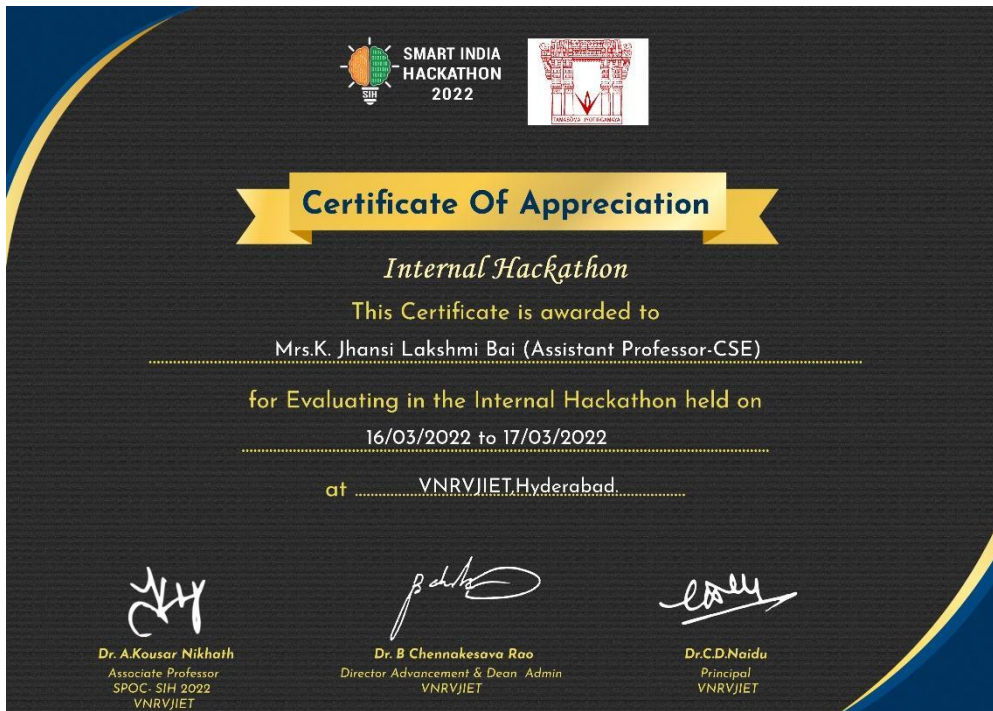 SMART INDIA
HACKATHON
2022
SIH
TAMASOMA JYOTIRGAMAYA
Certificate Of Appreciation
Internal Hackathon
This Certificate is awarded to
Mrs.K. Jhansi Lakshmi Bai (Assistant Professor-CSE)
for Evaluating in the Internal Hackathon held on
16/03/2022 to 17/03/2022
at VNRVJIET,Hyderabad.
Dr. A.Kousar Nikhath
Associate Professor
SPOC- SIH 2022
VNRVJIET
Dr. B Chennakesava Rao
Director Advancement & Dean Admin
VNRVJIET
Dr.C.D.Naidu
Principal
VNRVJIET